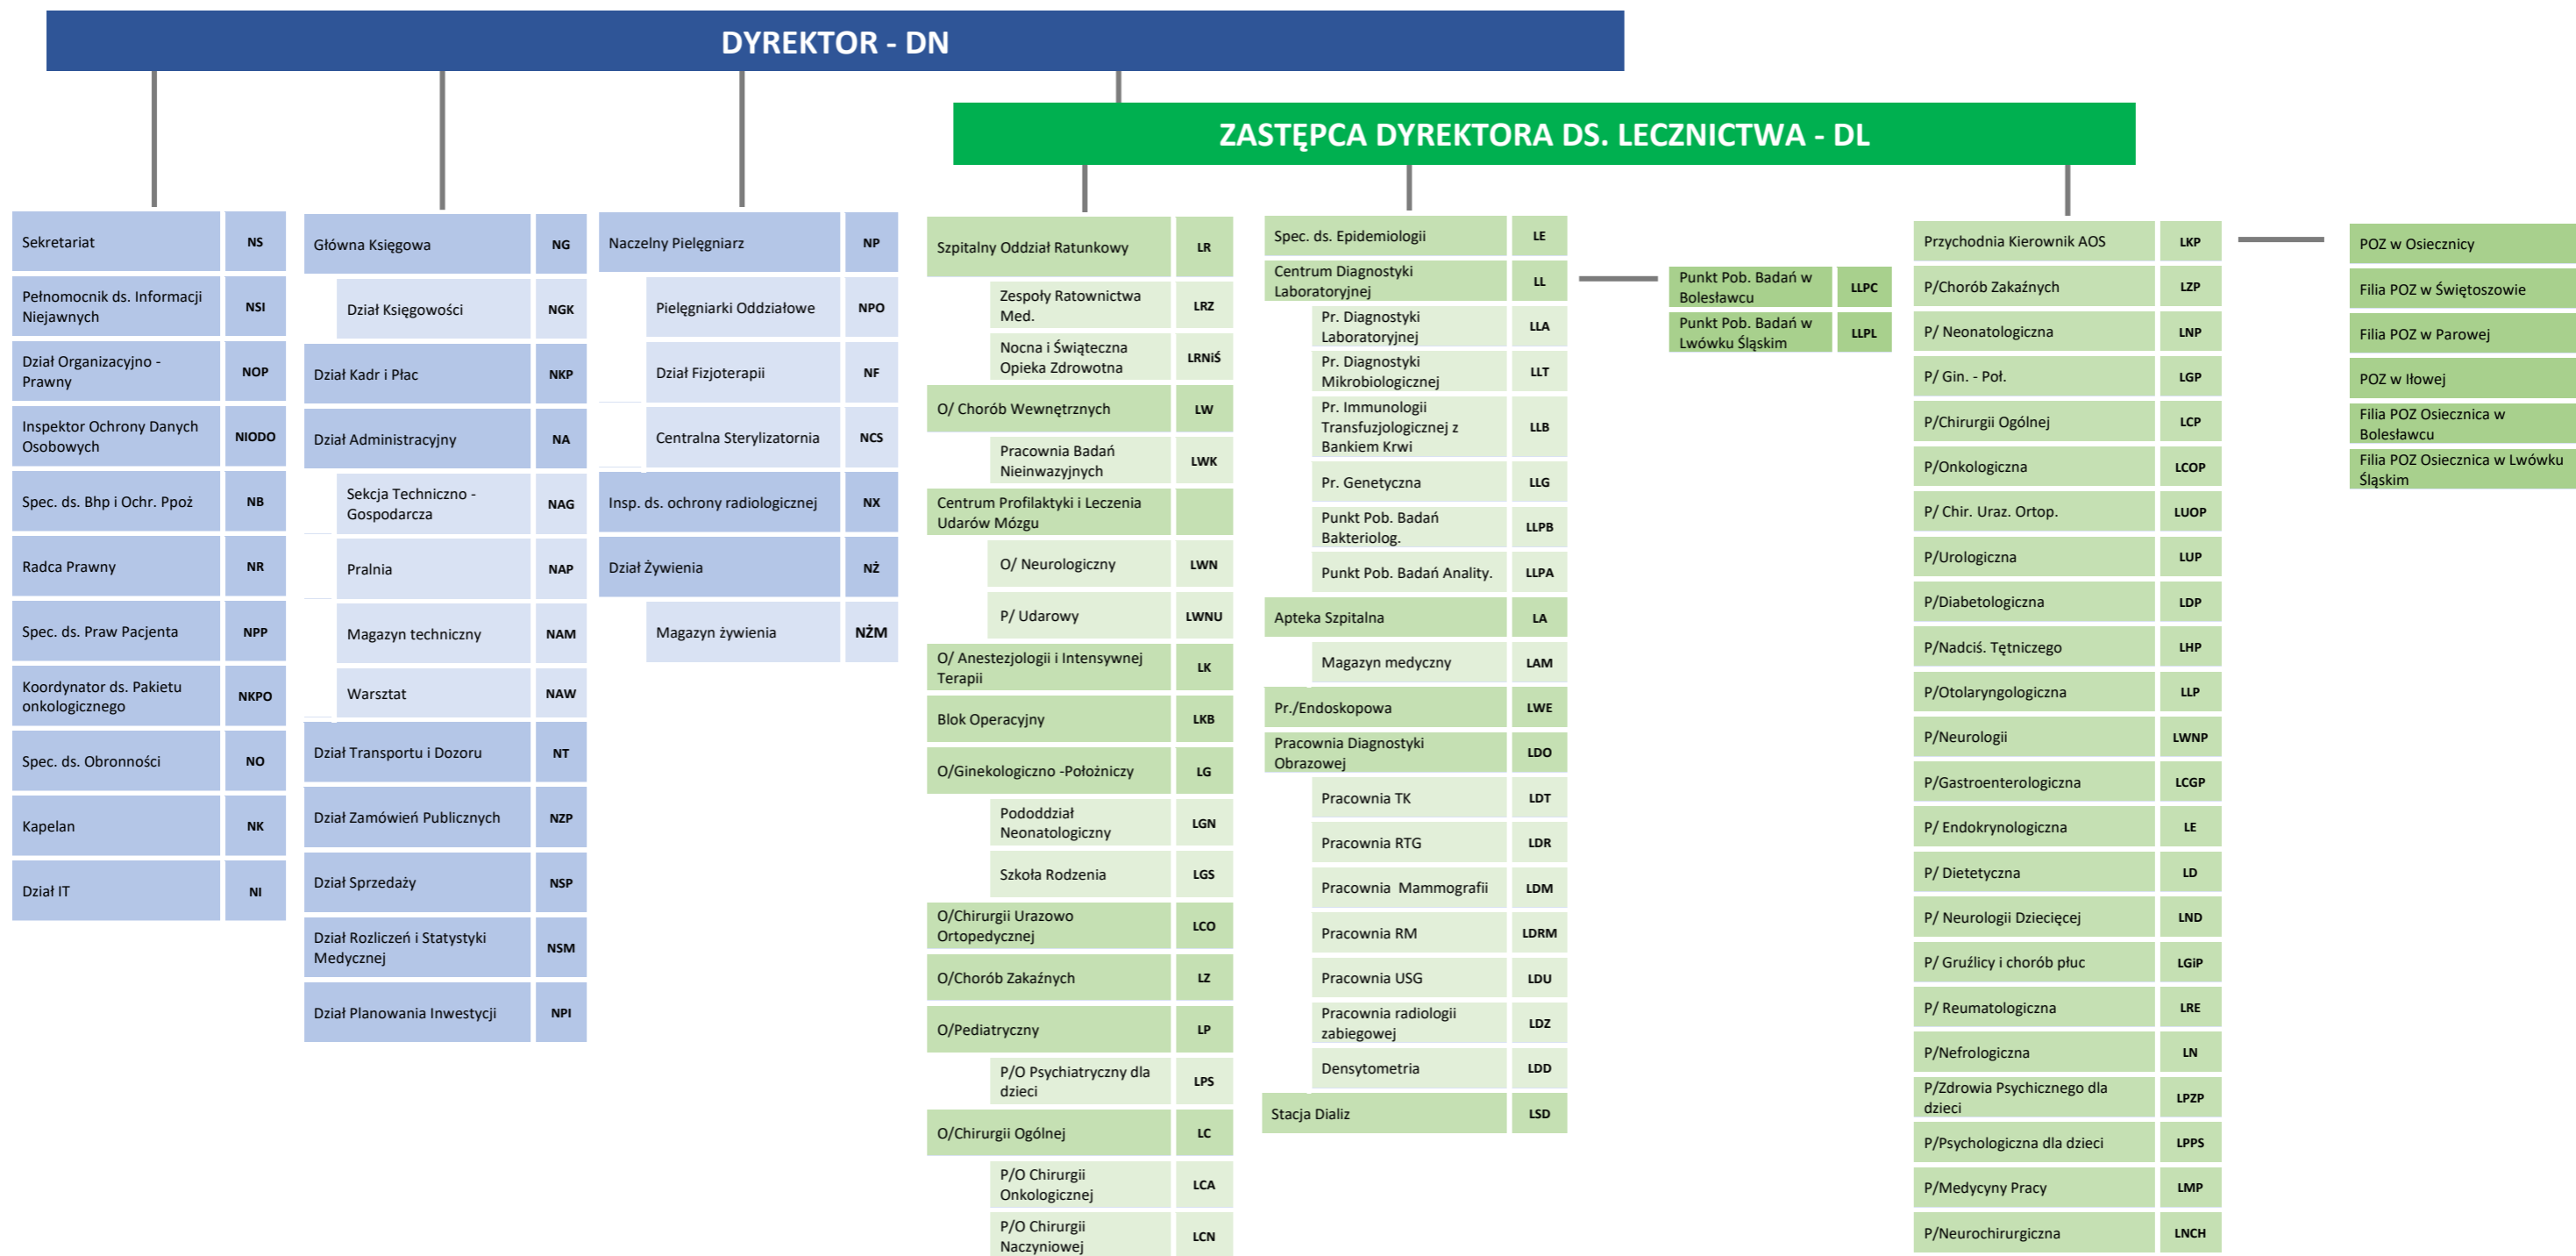 DYREKTOR - DN
ZASTĘPCA DYREKTORA DS. LECZNICTWA - DL
Sekretariat NS
Pełnomocnik ds. Informacji
Niejawnych NSI
Dział Organizacyjno -
Prawny NOP
Inspektor Ochrony Danych
Osobowych NIODO
Spec. ds. Bhp i Ochr. Ppoż NB
Radca Prawny NR
Spec. ds. Praw Pacjenta NPP
Koordynator ds. Pakietu
onkologicznego NKPO
Spec. ds. Obronności NO
Kapelan NK
Dział IT NI
Główna Księgowa NG
Dział Księgowości NGK
Dział Kadr i Płac NKP
Dział Administracyjny NA
Sekcja Techniczno -
Gospodarcza NAG
Pralnia NAP
Magazyn techniczny NAM
Warsztat NAW
Dział Transportu i Dozoru NT
Dział Zamówień Publicznych NZP
Dział Sprzedaży NSP
Dział Rozliczeń i Statystyki
Medycznej NSM
Dział Planowania Inwestycji NPI
Naczelny Pielęgniarz NP
Pielęgniarki Oddziałowe NPO
Dział Fizjoterapii NF
Centralna Sterylizatornia NCS
Insp. ds. ochrony radiologicznej NX
Dział Żywienia NŻ
Magazyn żywienia NŻM
Szpitalny Oddział Ratunkowy LR
Zespoły Ratownictwa
Med. LRZ
Nocna i Świąteczna
Opieka Zdrowotna LRNiŚ
O/ Chorób Wewnętrznych LW
Pracownia Badań
Nieinwazyjnych LWK
Centrum Profilaktyki i Leczenia
Udarów Mózgu
O/ Neurologiczny LWN
P/ Udarowy LWNU
O/ Anestezjologii i Intensywnej
Terapii LK
Blok Operacyjny LKB
O/Ginekologiczno -Położniczy LG
Pododdział
Neonatologiczny LGN
Szkoła Rodzenia LGS
O/Chirurgii Urazowo
Ortopedycznej LCO
O/Chorób Zakaźnych LZ
O/Pediatryczny LP
P/O Psychiatryczny dla
dzieci LPS
O/Chirurgii Ogólnej LC
P/O Chirurgii
Onkologicznej LCA
P/O Chirurgii
Naczyniowej LCN
Spec. ds. Epidemiologii LE
Centrum Diagnostyki
Laboratoryjnej LL
Pr. Diagnostyki
Laboratoryjnej LLA
Pr. Diagnostyki
Mikrobiologicznej LLT
Pr. Immunologii
Transfuzjologicznej z
Bankiem Krwi LLB
Pr. Genetyczna LLG
Punkt Pob. Badań
Bakteriolog. LLPB
Punkt Pob. Badań Anality. LLPA
Apteka Szpitalna LA
Magazyn medyczny LAM
Pr./Endoskopowa LWE
Pracownia Diagnostyki
Obrazowej LDO
Pracownia TK LDT
Pracownia RTG LDR
Pracownia Mammografii LDM
Pracownia RM LDRM
Pracownia USG LDU
Pracownia radiologii
zabiegowej LDZ
Densytometria LDD
Stacja Dializ LSD
Punkt Pob. Badań w
Bolesławcu LLPC
Punkt Pob. Badań w
Lwówku Śląskim LLPL
Przychodnia Kierownik AOS LKP
P/Chorób Zakaźnych LZP
P/ Neonatologiczna LNP
P/ Gin. - Poł. LGP
P/Chirurgii Ogólnej LCP
P/Onkologiczna LCOP
P/ Chir. Uraz. Ortop. LUOP
P/Urologiczna LUP
P/Diabetologiczna LDP
P/Nadciś. Tętniczego LHP
P/Otolaryngologiczna LLP
P/Neurologii LWNP
P/Gastroenterologiczna LCGP
P/ Endokrynologiczna LE
P/ Dietetyczna LD
P/ Neurologii Dziecięcej LND
P/ Gruźlicy i chorób płuc LGiP
P/ Reumatologiczna LRE
P/Nefrologiczna LN
P/Zdrowia Psychicznego dla
dzieci LPZP
P/Psychologiczna dla dzieci LPPS
P/Medycyny Pracy LMP
P/Neurochirurgiczna LNCH
POZ w Osiecznicy
Filia POZ w Świętoszowie
Filia POZ w Parowej
POZ w Iłowej
Filia POZ Osiecznica w
Bolesławcu
Filia POZ Osiecznica w Lwówku
Śląskim